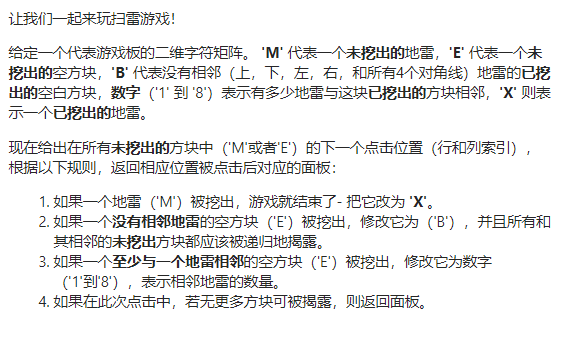 让我们一起来玩扫雷游戏！
给定一个代表游戏板的二维字符矩阵。 'M' 代表一个未挖出的地雷，'E' 代表一个未
挖出的空方块，'B' 代表没有相邻（上，下，左，右，和所有4个对角线）地雷的已挖
出的空白方块，数字（'1' 到 '8'）表示有多少地雷与这块已挖出的方块相邻，'X' 则表
示一个已挖出的地雷。
现在给出在所有未挖出的方块中（'M'或者'E'）的下一个点击位置（行和列索引），
根据以下规则，返回相应位置被点击后对应的面板：
1. 如果一个地雷（'M'）被挖出，游戏就结束了- 把它改为 'X'。
2. 如果一个没有相邻地雷的空方块（'E'）被挖出，修改它为（'B'），并且所有和
其相邻的未挖出方块都应该被递归地揭露。
3. 如果一个至少与一个地雷相邻的空方块（'E'）被挖出，修改它为数字
（'1'到'8'），表示相邻地雷的数量。
4. 如果在此次点击中，若无更多方块可被揭露，则返回面板。